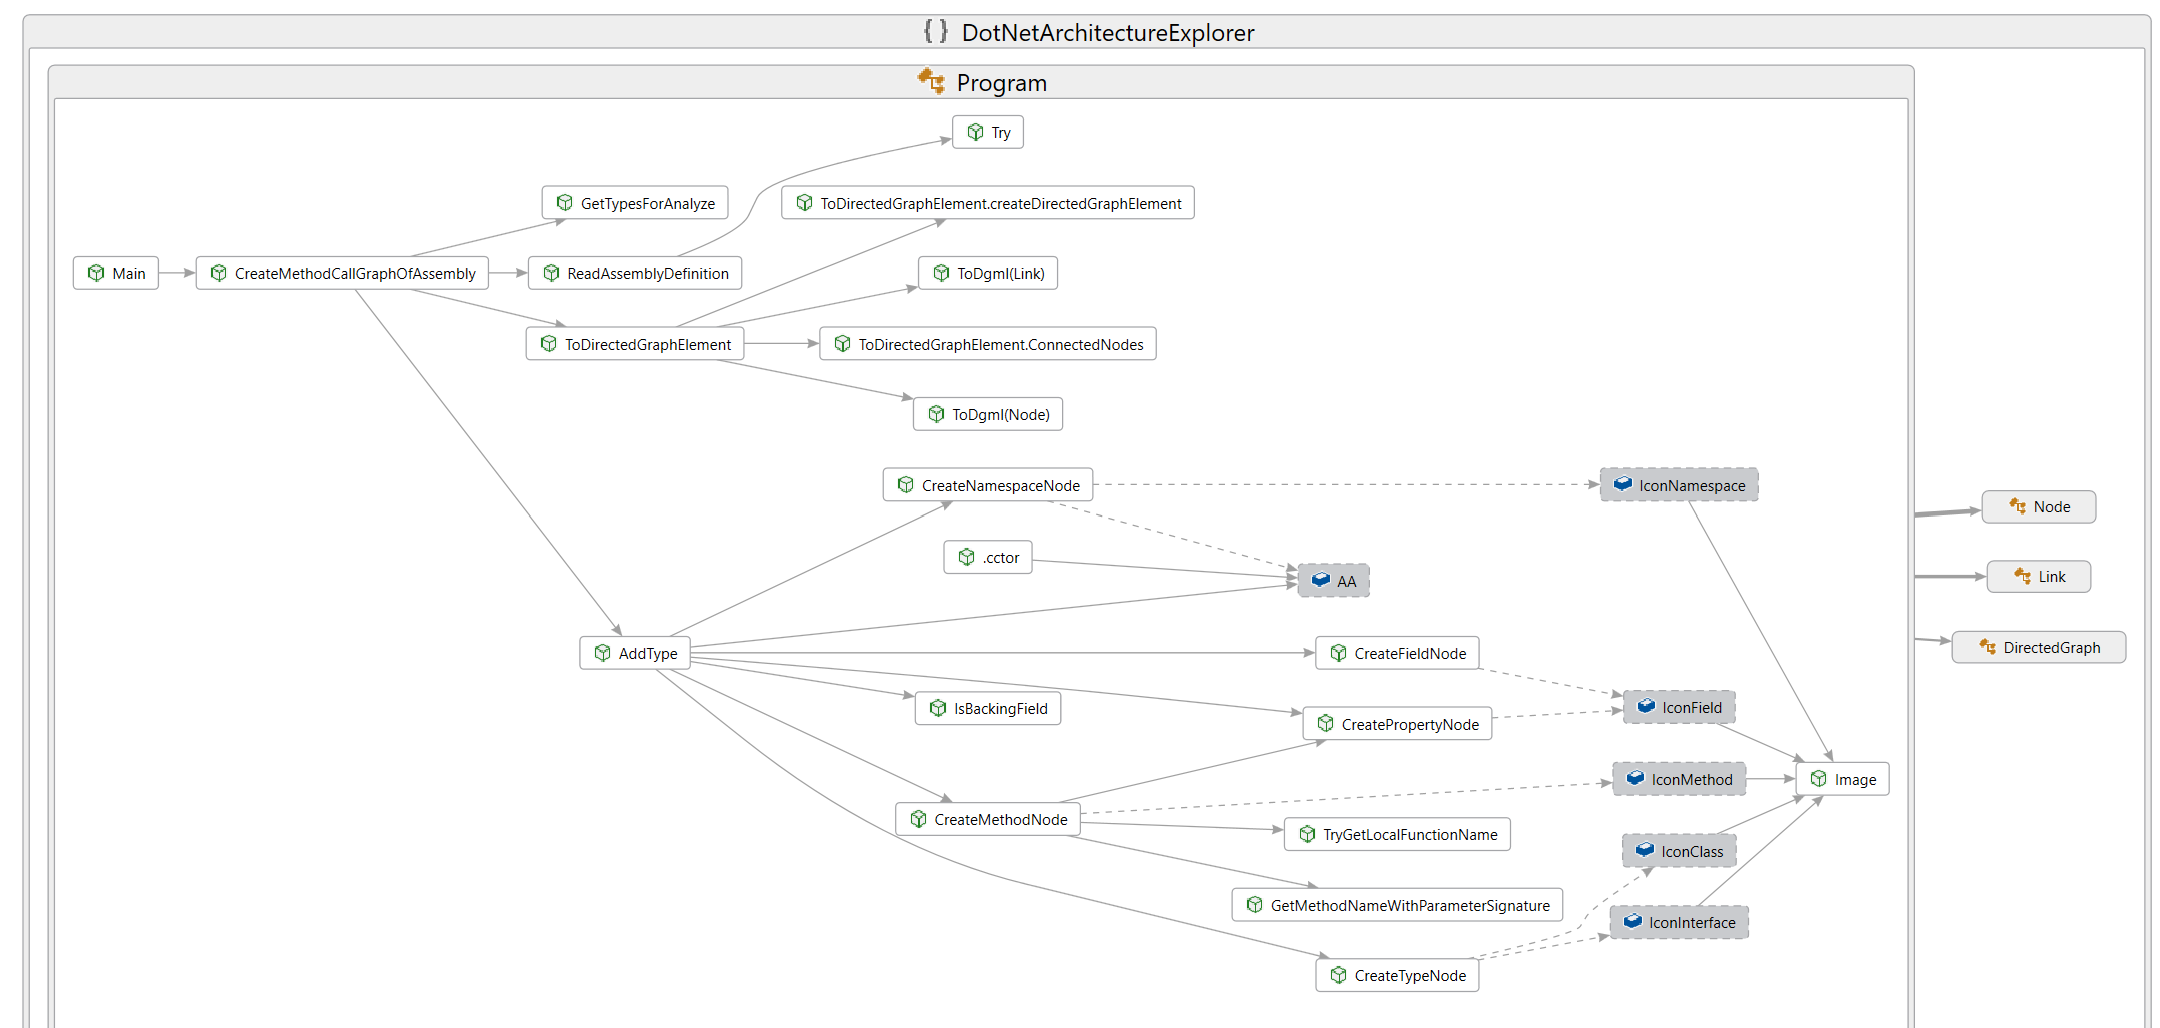 { } DotNetArchitectureExplorer
Program
Try
GetTypesForAnalyze
ToDirectedGraphElement.createDirectedGraphElement
Main
CreateMethodCallGraphOfAssembly
ReadAssemblyDefinition
ToDgml(Link)
ToDirectedGraphElement
ToDirectedGraphElement.ConnectedNodes
ToDgml(Node)
CreateNamespaceNode
IconNamespace
Node
.cctor
AA
Link
AddType
CreateFieldNode
DirectedGraph
IsBackingField
IconField
CreatePropertyNode
IconMethod
Image
CreateMethodNode
TryGetLocalFunctionName
IconClass
GetMethodNameWithParameterSignature
IconInterface
CreateTypeNode